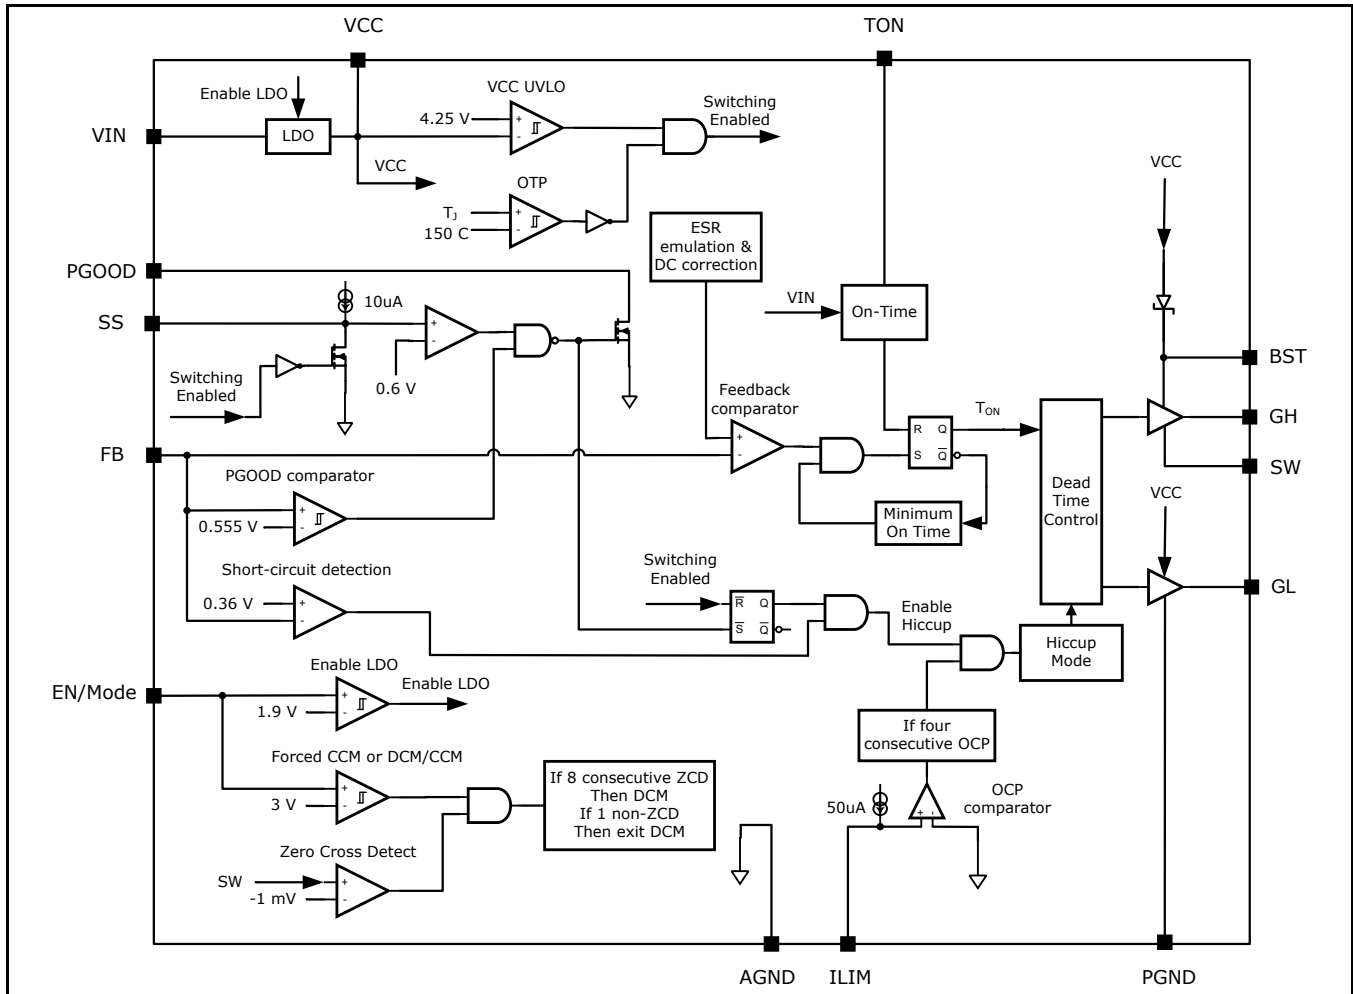 VCC
TON
Enable LDO
VIN
LDO
VCC
VCC UVLO
4.25 V
+
-
Switching
Enabled
OTP
TJ
150 C
+
-
PGOOD
SS
10uA
+
-
0.6 V
Switching
Enabled
ESR
emulation &
DC correction
VIN
On-Time
VCC
BST
GH
SW
Feedback
comparator
+
-
R
Q
S
Q
TON
Minimum
On Time
Dead
Time
Control
VCC
GL
FB
PGOOD comparator
0.555 V
+
-
Short-circuit detection
0.36 V
+
-
Switching
Enabled
R
Q
S
Q
Enable
Hiccup
Hiccup
Mode
EN/Mode
Enable LDO
1.9 V
+
-
Enable LDO
Forced CCM or DCM/CCM
3 V
+
-
If 8 consecutive ZCD
Then DCM
If 1 non-ZCD
Then exit DCM
Zero Cross Detect
SW
-1 mV
+
-
If four
consecutive OCP
50uA
+
-
OCP
comparator
AGND
ILIM
PGND